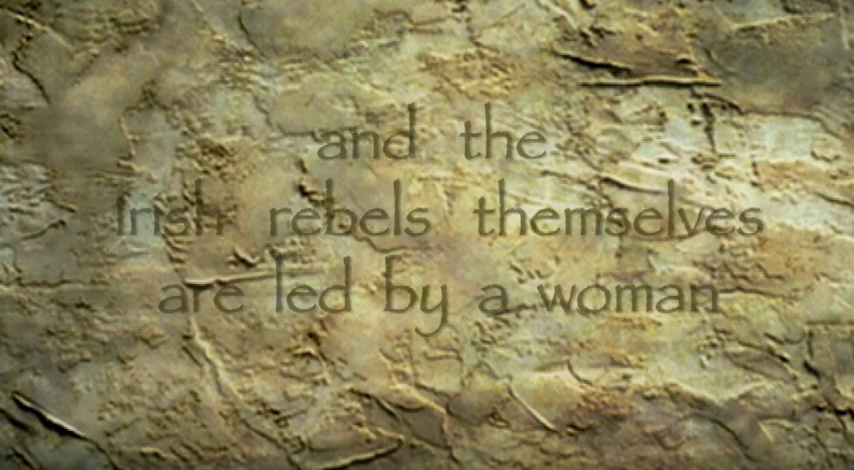 and the
Irish rebels themselves
are led by a woman